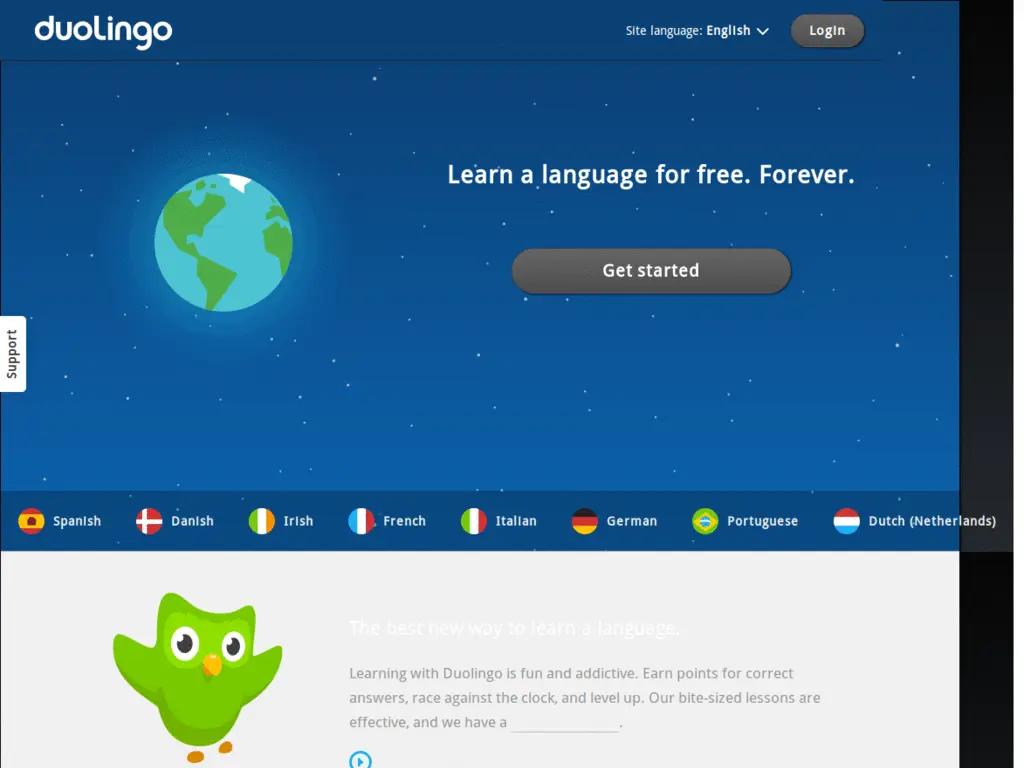 duolingo
Site language: English
Login
Learn a language for free. Forever.
Get started
Support
Spanish
Danish
Irish
French
Italian
German
Portuguese
Dutch (Netherlands)
The best new way to learn a language.
Learning with Duolingo is fun and addictive. Earn points for correct
answers, race against the clock, and level up. Our bite-sized lessons are
effective, and we have a .